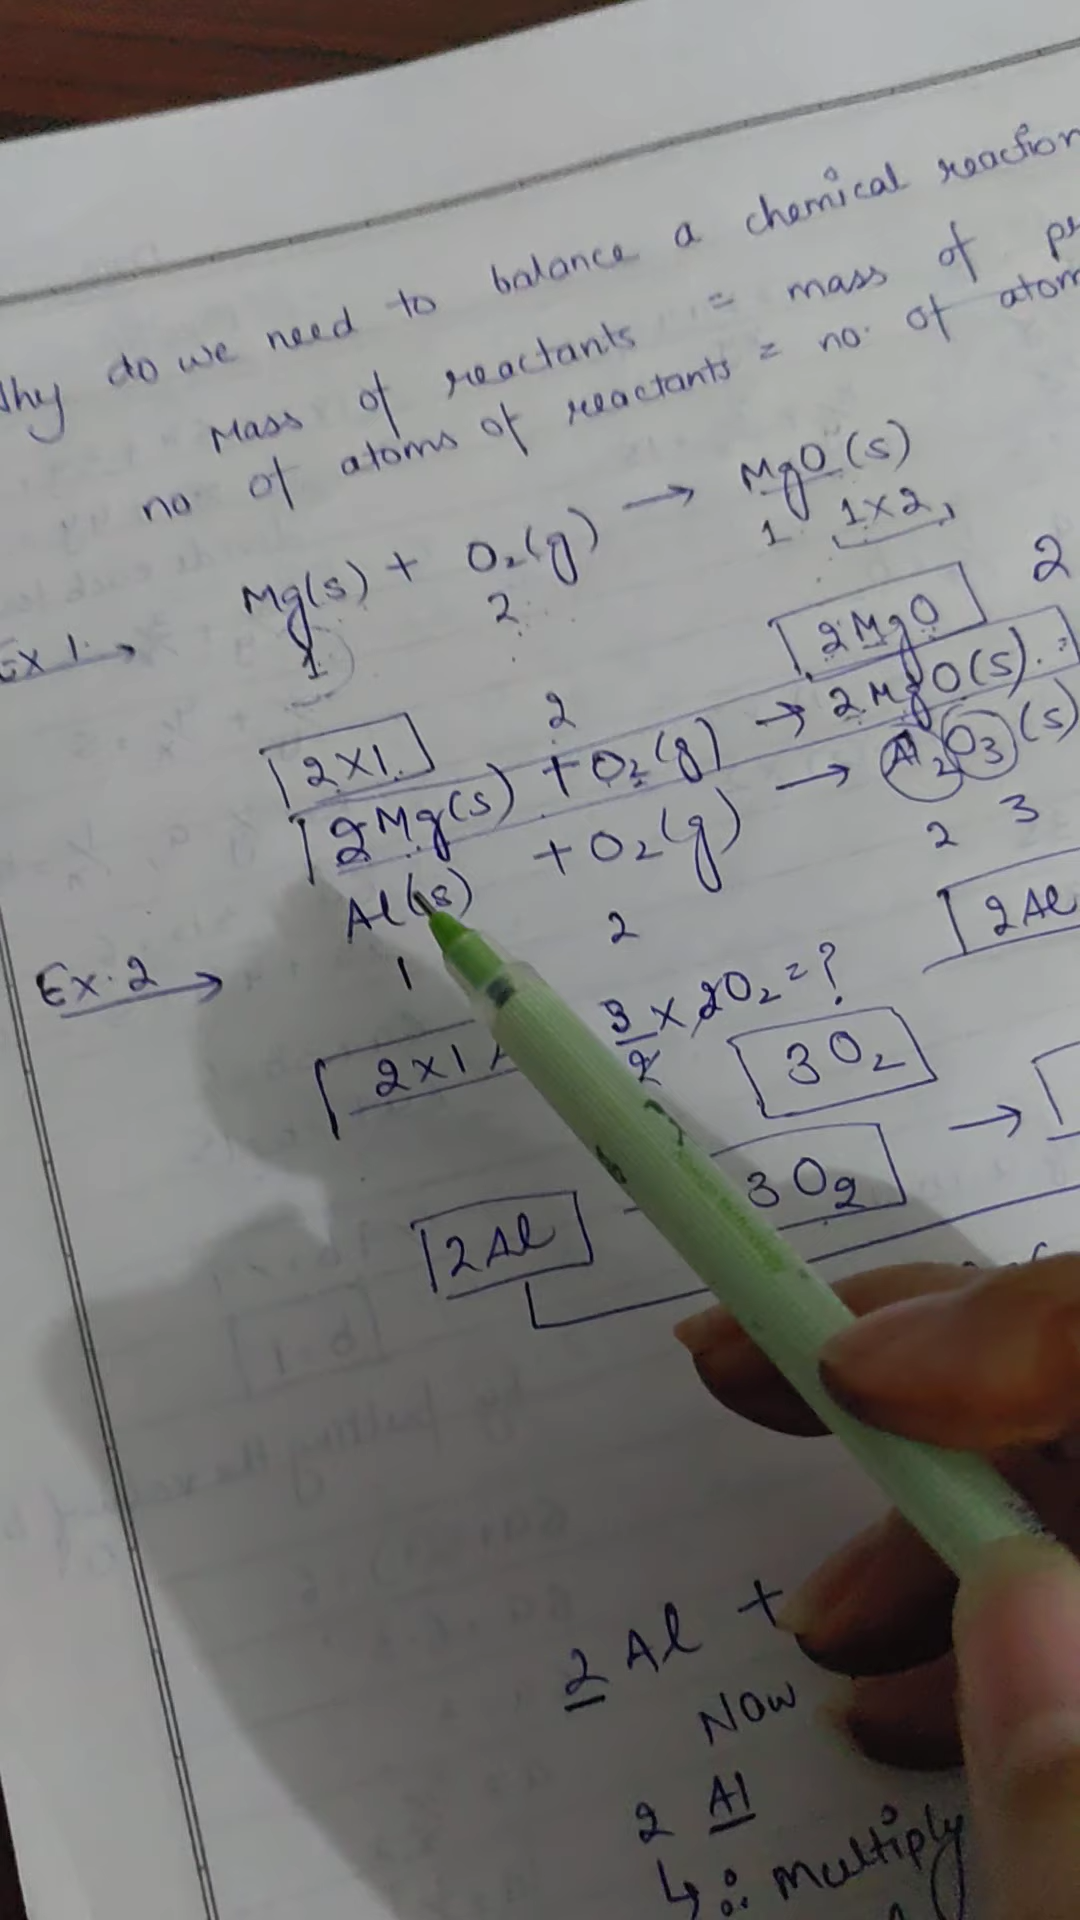 do we need to balance a chemical reaction
Mass of reactants = mass of
no of atoms of reactants = no. of atom
Ex 1. → Mg(s) + O₂(g) → MgO(s)
1 2 1 1×2
2×1 2 2MgO 2
2Mg(s) + O₂(g) → 2MgO(s).
Ex. 2 → Al(s) + O₂(g) → Al₂O₃(s)
1 2 2 3
2×1 3/2 × 2O₂ = ? 2Al
3O₂
2Al 3O₂ →
2Al +
Now
2 Al
↳ ∴ multiply